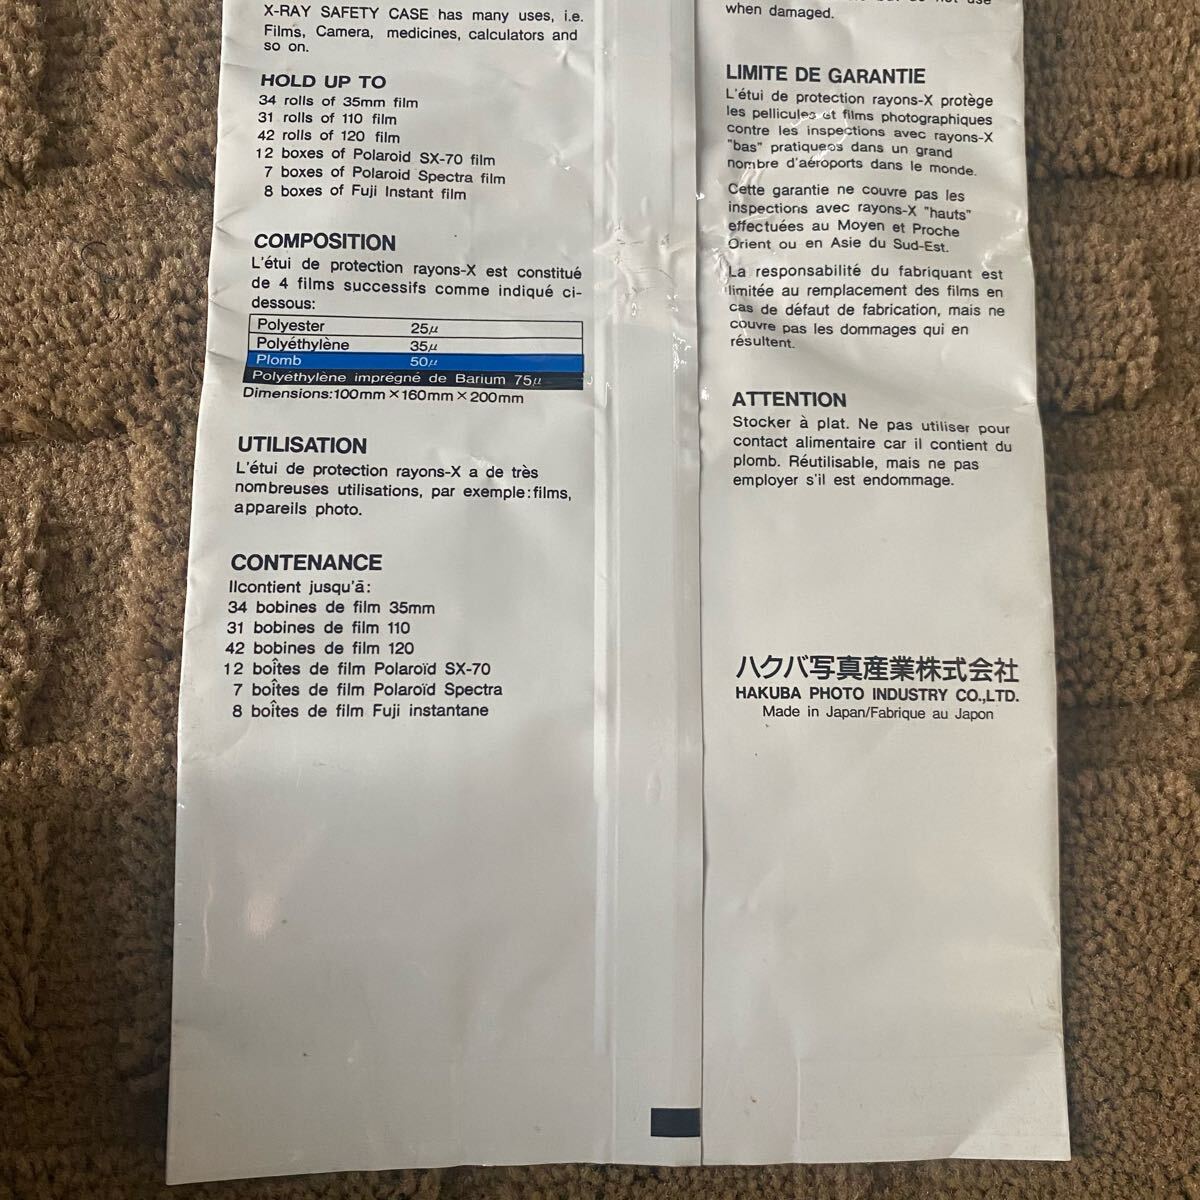 X-RAY SAFETY CASE has many uses, i.e.
Films, Camera, medicines, calculators and
so on.
HOLD UP TO
34 rolls of 35mm film
31 rolls of 110 film
42 rolls of 120 film
12 boxes of Polaroid SX-70 film
7 boxes of Polaroid Spectra film
8 boxes of Fuji Instant film
COMPOSITION
L'étui de protection rayons-X est constitué
de 4 films successifs comme indiqué ci-
dessous:
Polyester 25μ
Polyéthylène 35μ
Plomb 50μ
Polyéthylène imprégné de Barium 75μ
Dimensions:100mm×160mm×200mm
UTILISATION
L'étui de protection rayons-X a de très
nombreuses utilisations, par exemple:films,
appareils photo.
CONTENANCE
Ilcontient jusqu'ā:
34 bobines de film 35mm
31 bobines de film 110
42 bobines de film 120
12 boîtes de film Polaroïd SX-70
7 boîtes de film Polaroïd Spectra
8 boîtes de film Fuji instantane
not use
when damaged.
LIMITE DE GARANTIE
L'étui de protection rayons-X protège
les pellicules et films photographiques
contre les inspections avec rayons-X
"bas" pratiquees dans un grand
nombre d'aéroports dans le monde.
Cette garantie ne couvre pas les
inspections avec rayons-X "hauts"
effectuées au Moyen et Proche
Orient ou en Asie du Sud-Est.
La responsabilité du fabriquant est
limitée au remplacement des films en
cas de défaut de fabrication, mais ne
couvre pas les dommages qui en
résultent.
ATTENTION
Stocker à plat. Ne pas utiliser pour
contact alimentaire car il contient du
plomb. Réutilisable, mais ne pas
employer s'il est endommage.
ハクバ写真産業株式会社
HAKUBA PHOTO INDUSTRY CO.,LTD.
Made in Japan/Fabrique au Japon